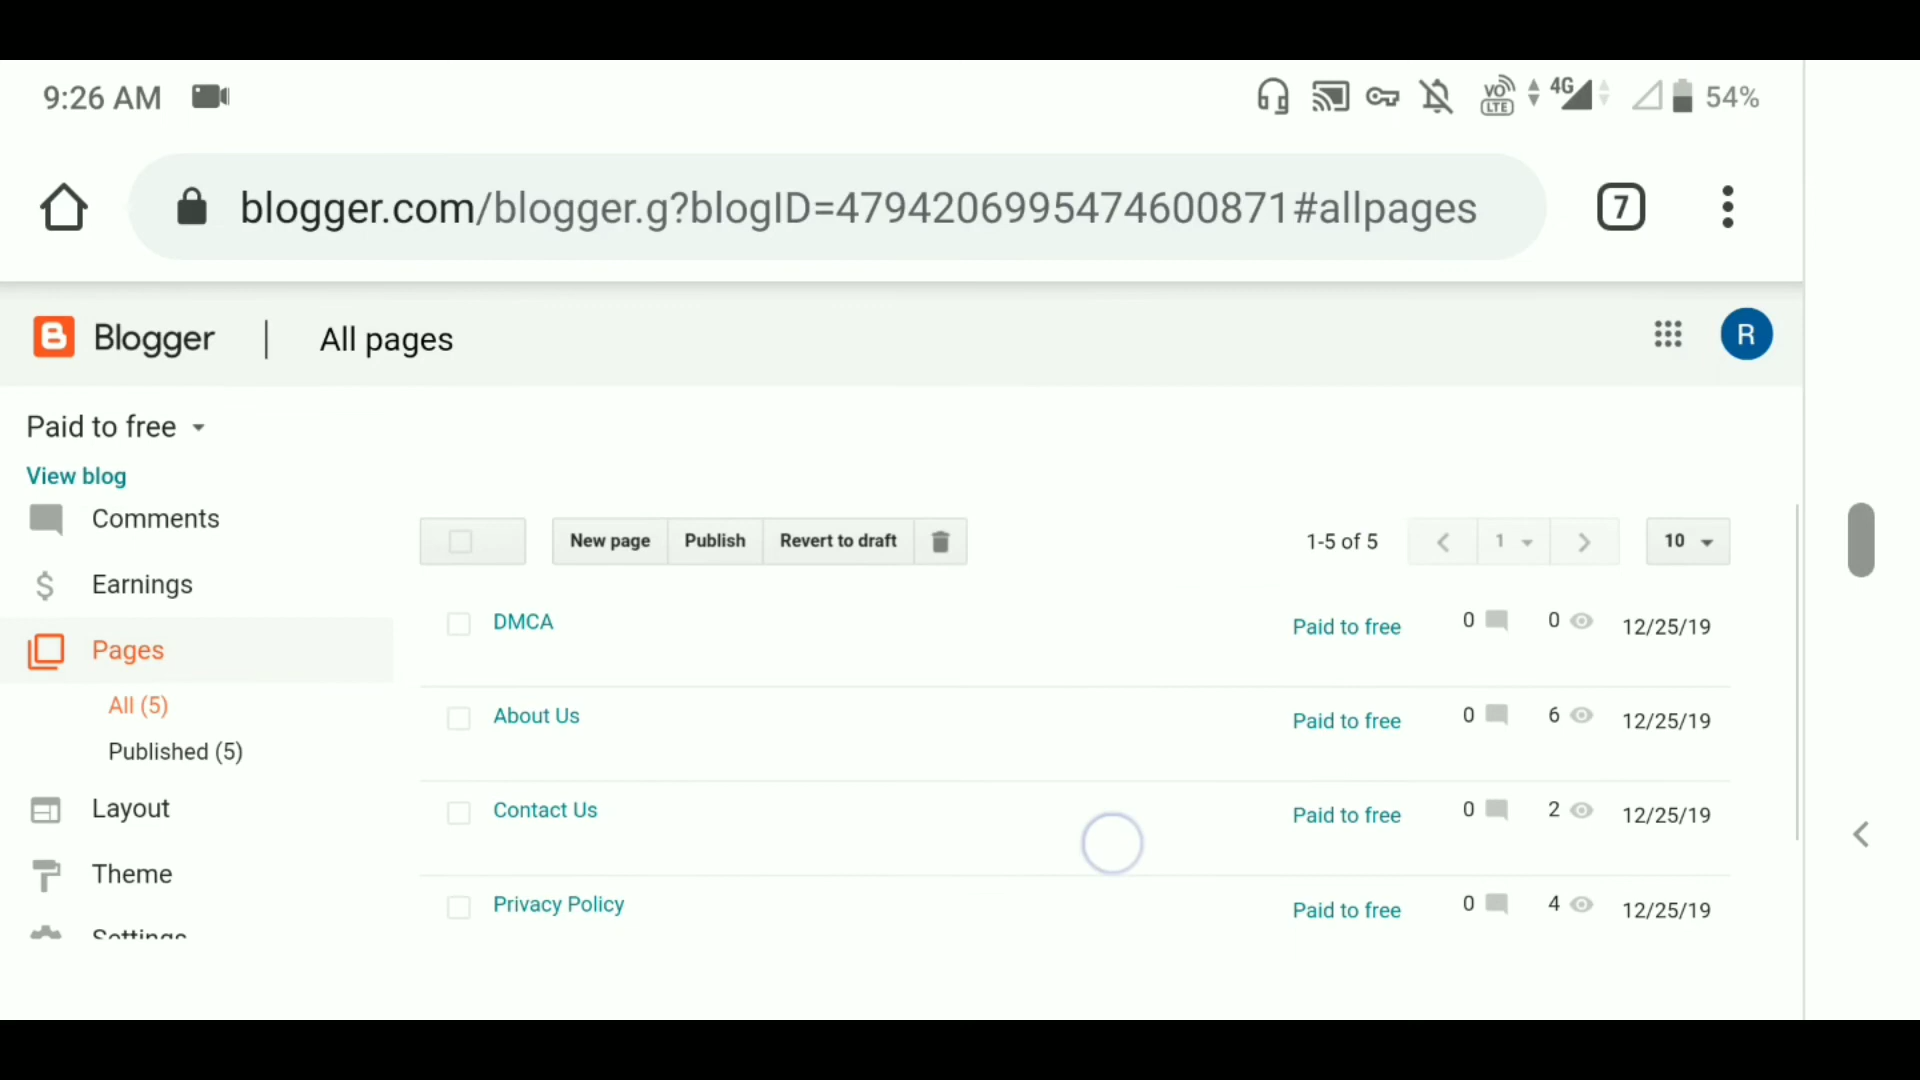 9:26 AM VO LTE 4G 54%
blogger.com/blogger.g?blogID=4794206995474600871#allpages 7
B Blogger | All pages R
Paid to free
View blog
Comments
Earnings
Pages
All (5)
Published (5)
Layout
Theme
Settings
New page Publish Revert to draft 1-5 of 5 1 10
DMCA Paid to free 0 0 12/25/19
About Us Paid to free 0 6 12/25/19
Contact Us Paid to free 0 2 12/25/19
Privacy Policy Paid to free 0 4 12/25/19